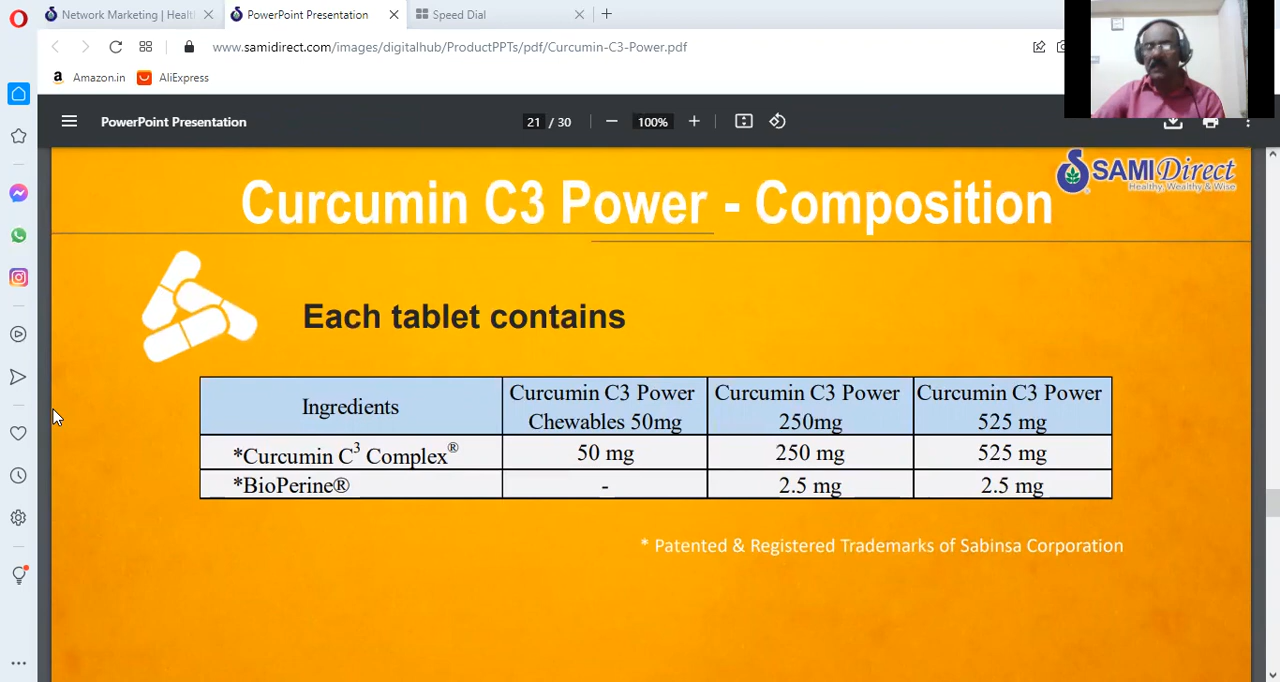 Network Marketing | Healt
PowerPoint Presentation
Speed Dial
www.samidirect.com/images/digitalhub/ProductPPTs/pdf/Curcumin-C3-Power.pdf
Amazon.in
AliExpress
PowerPoint Presentation
21 / 30
100%
SAMIDirect
Healthy, Wealthy & Wise
Curcumin C3 Power - Composition
Each tablet contains
Ingredients
Curcumin C3 Power
Chewables 50mg
Curcumin C3 Power
250mg
Curcumin C3 Power
525 mg
*Curcumin C³ Complex® 50 mg 250 mg 525 mg
*BioPerine® - 2.5 mg 2.5 mg
* Patented & Registered Trademarks of Sabinsa Corporation